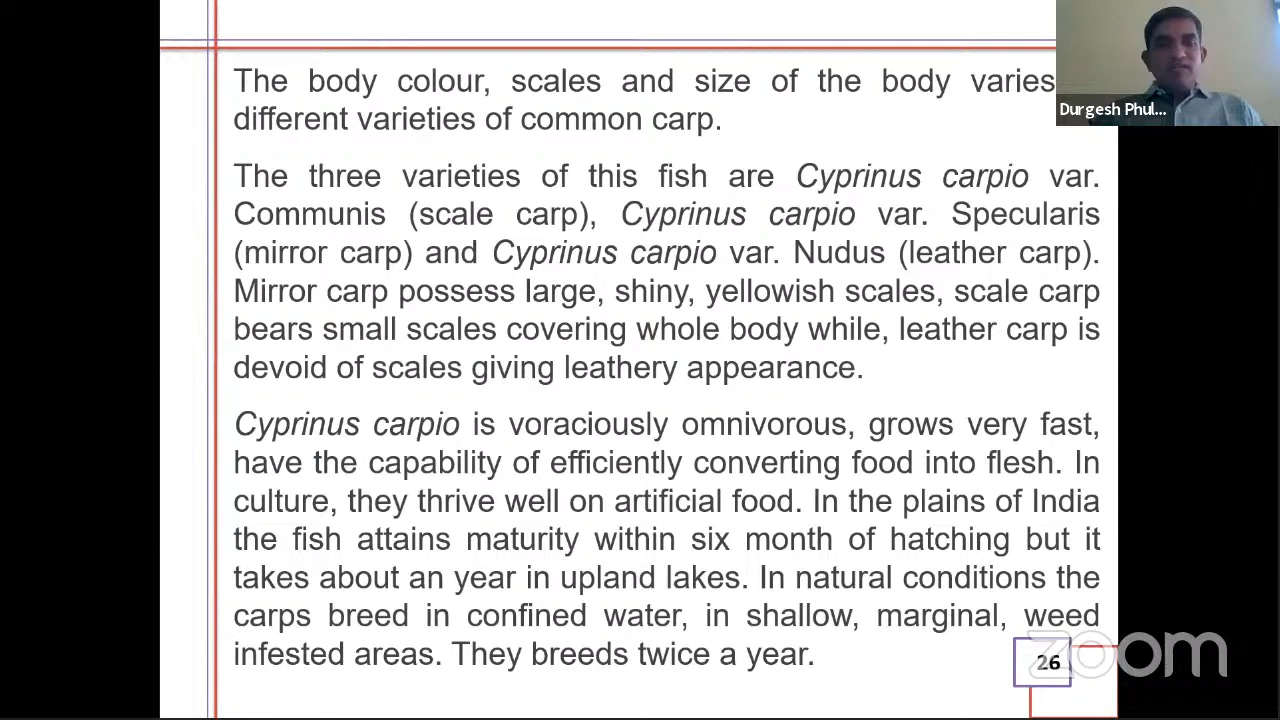 The body colour, scales and size of the body varies
different varieties of common carp.
The three varieties of this fish are Cyprinus carpio var.
Communis (scale carp), Cyprinus carpio var. Specularis
(mirror carp) and Cyprinus carpio var. Nudus (leather carp).
Mirror carp possess large, shiny, yellowish scales, scale carp
bears small scales covering whole body while, leather carp is
devoid of scales giving leathery appearance.
Cyprinus carpio is voraciously omnivorous, grows very fast,
have the capability of efficiently converting food into flesh. In
culture, they thrive well on artificial food. In the plains of India
the fish attains maturity within six month of hatching but it
takes about an year in upland lakes. In natural conditions the
carps breed in confined water, in shallow, marginal, weed
infested areas. They breeds twice a year.
Durgesh Phul...
26
zoom